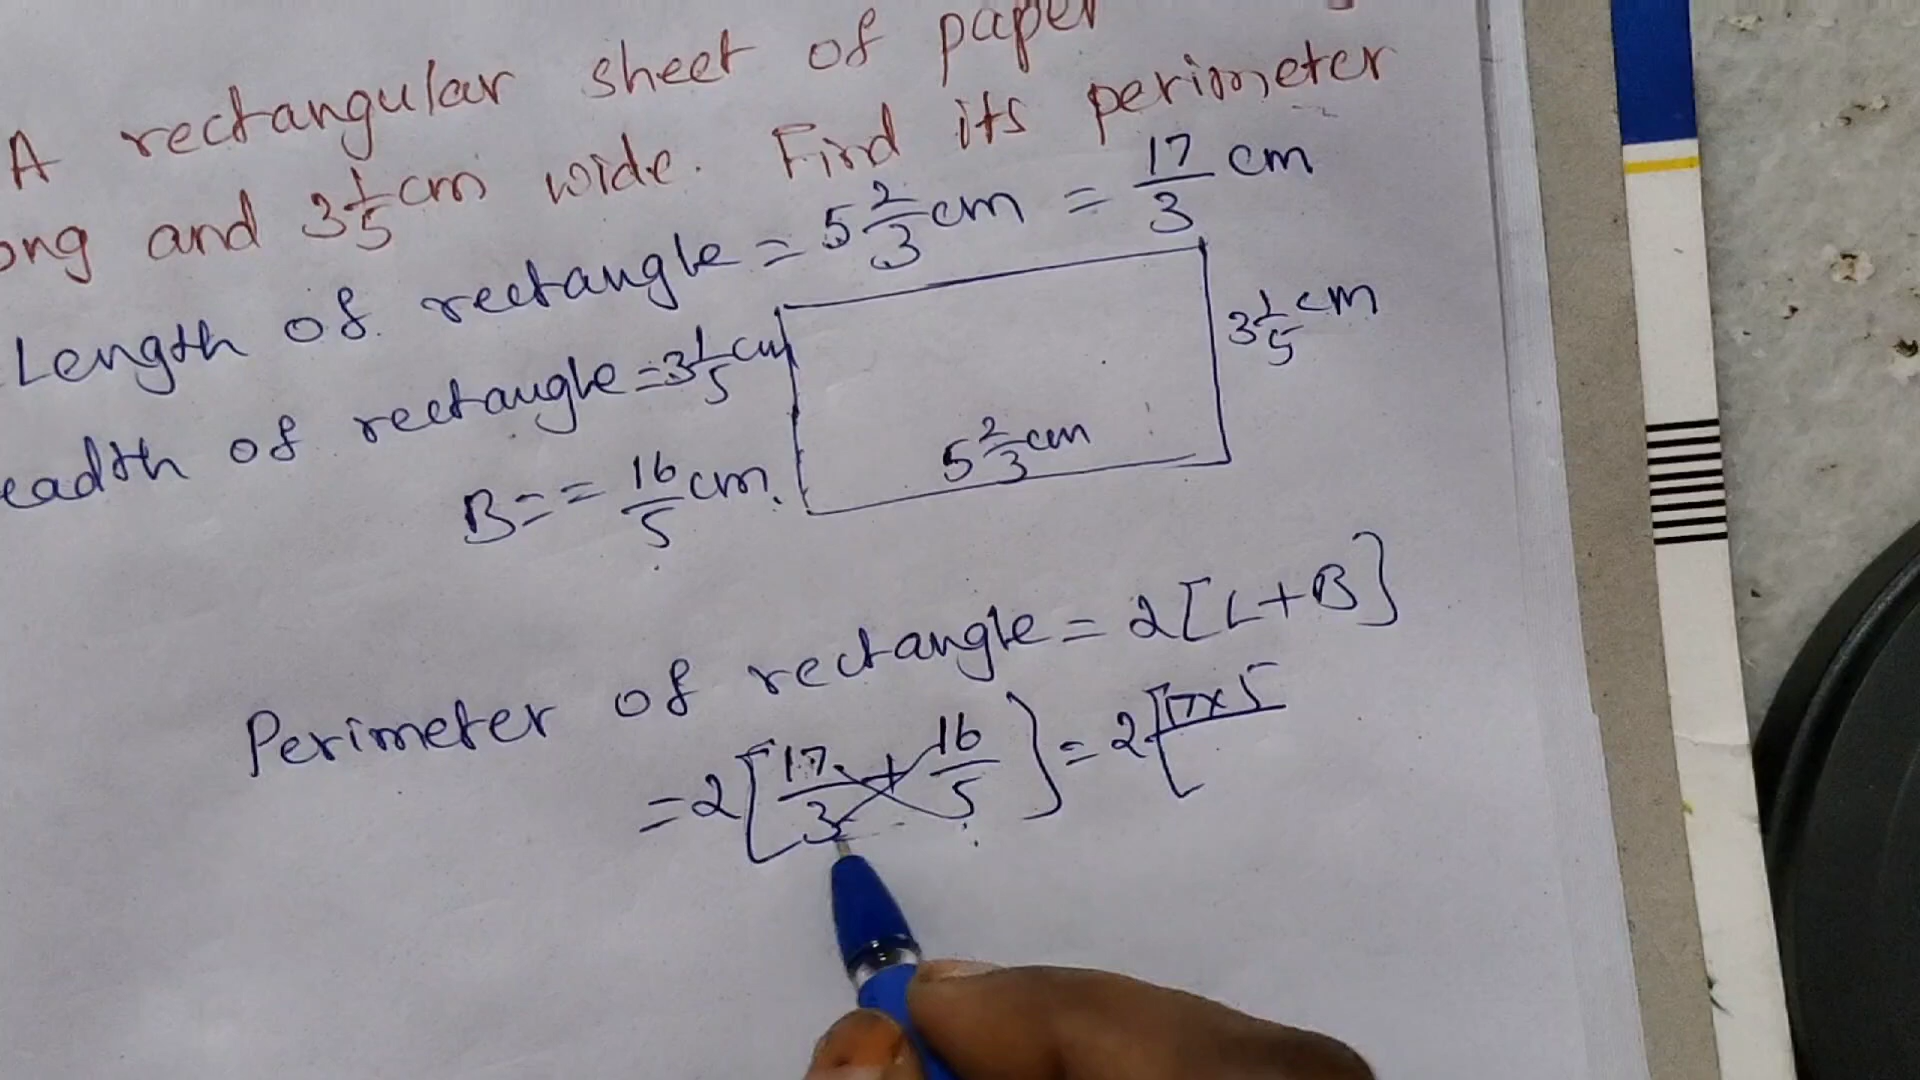 A rectangular sheet of paper
ong and 3 1/5 cm wide. Find its perimeter
Length of rectangle = 5 2/3 cm = 17/3 cm
eadth of rectangle = 3 1/5 cm
3 1/5 cm
B = = 16/5 cm.
5 2/3 cm
Perimeter of rectangle = 2[L+B]
= 2[17/3 + 16/5] = 2[17×5